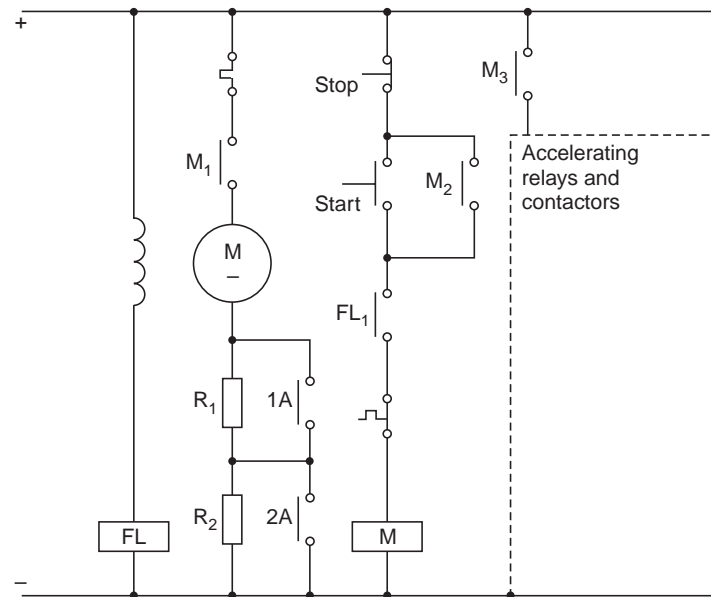 +
Stop
M₃
M₁
Accelerating
relays and
contactors
M₂
Start
M
–
FL₁
R₁
1A
R₂
2A
FL
M
–